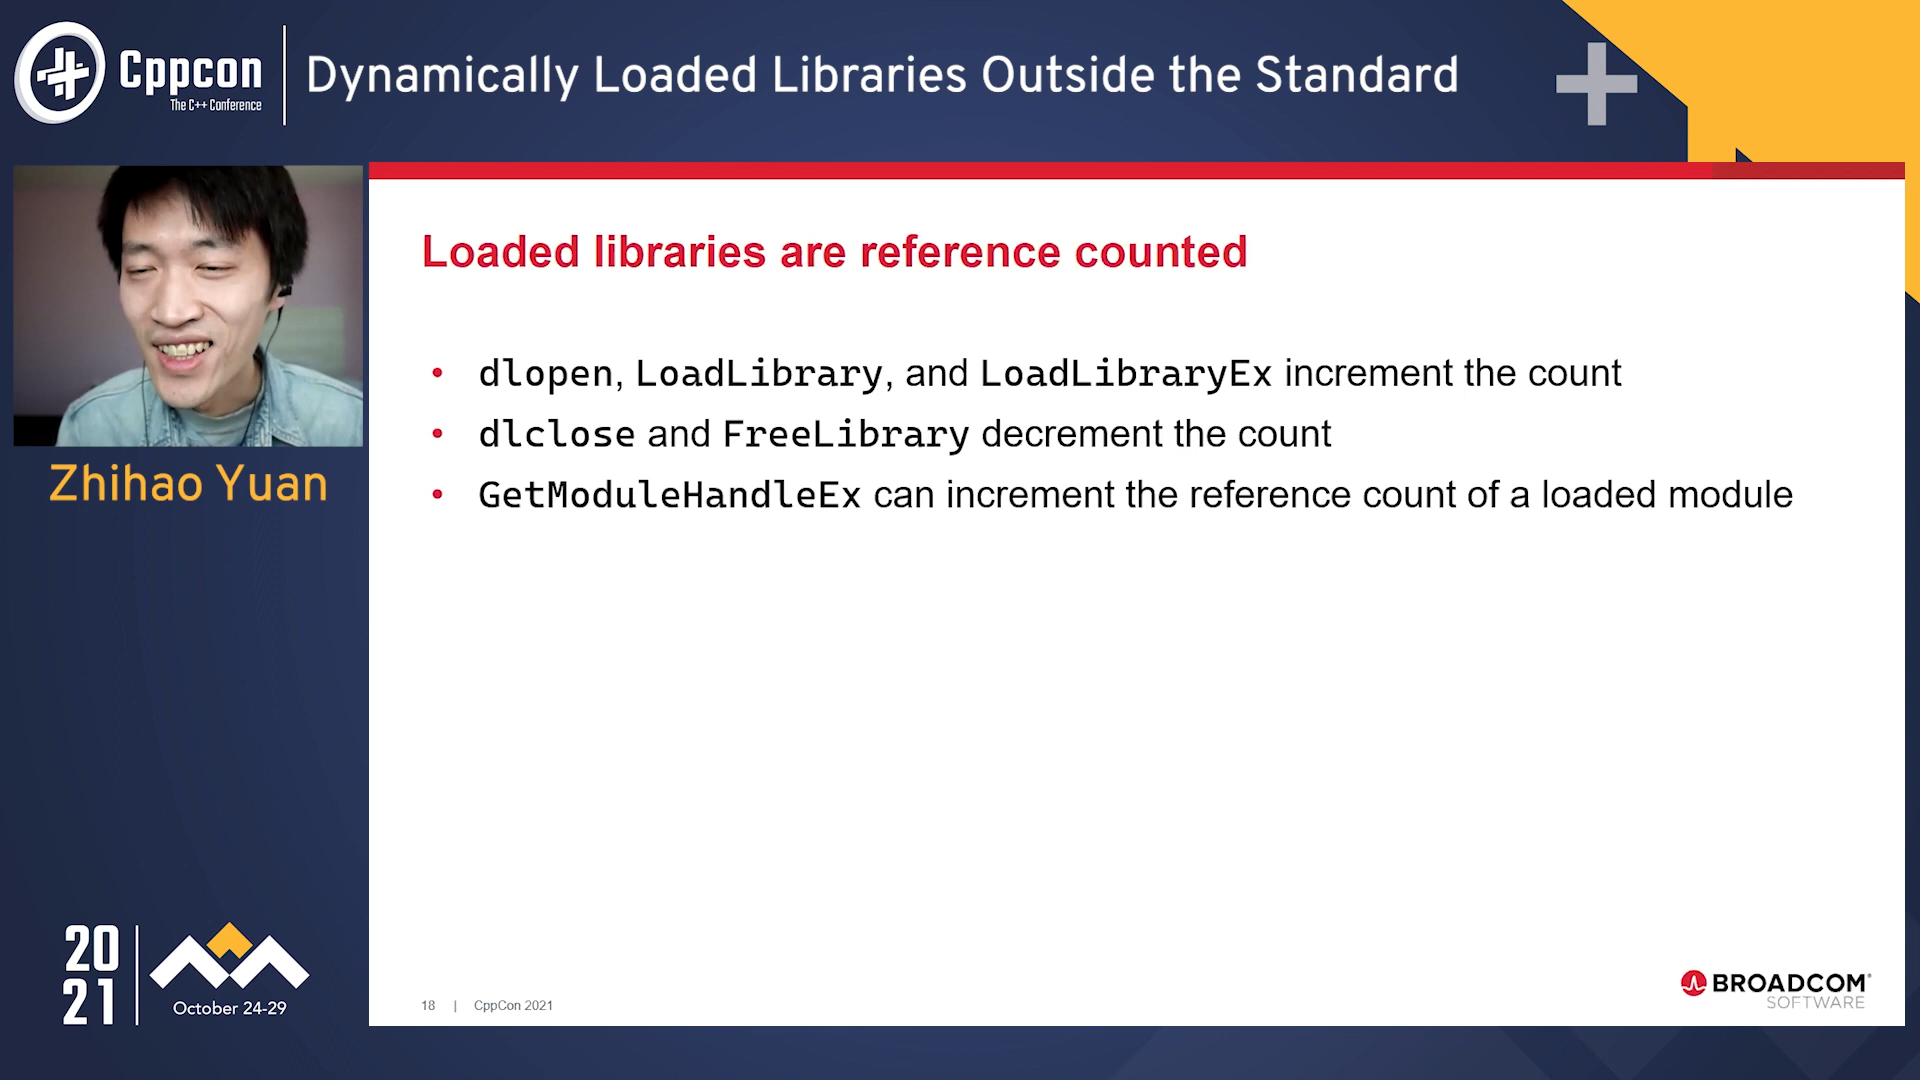 Cppcon
The C++ Conference
Dynamically Loaded Libraries Outside the Standard
Zhihao Yuan
Loaded libraries are reference counted
• dlopen, LoadLibrary, and LoadLibraryEx increment the count
• dlclose and FreeLibrary decrement the count
• GetModuleHandleEx can increment the reference count of a loaded module
20
21
October 24-29
18 | CppCon 2021
BROADCOM®
SOFTWARE